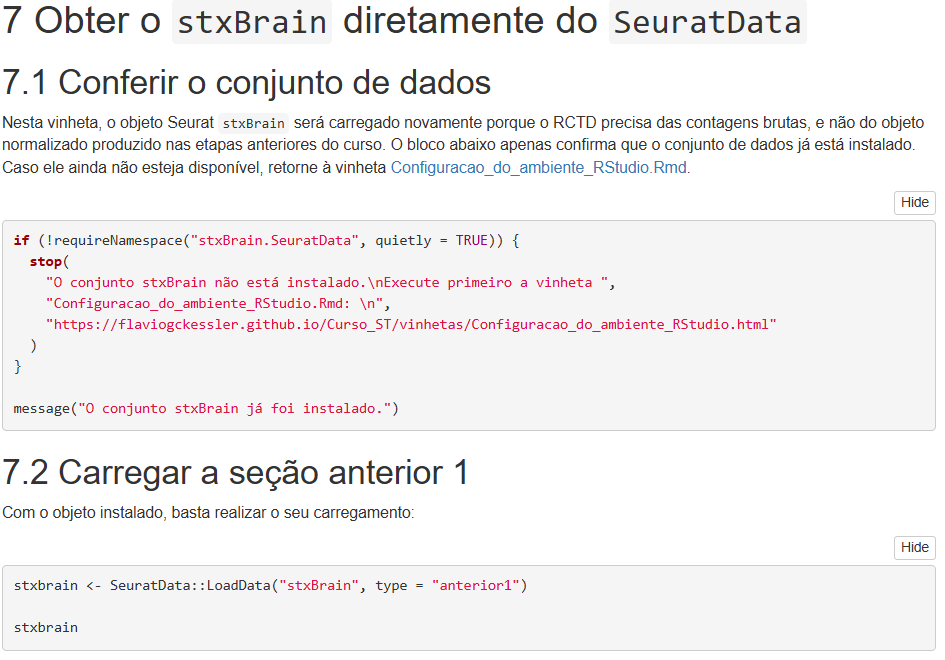 7 Obter o stxBrain diretamente do SeuratData
7.1 Conferir o conjunto de dados
Nesta vinheta, o objeto Seurat stxBrain será carregado novamente porque o RCTD precisa das contagens brutas, e não do objeto
normalizado produzido nas etapas anteriores do curso. O bloco abaixo apenas confirma que o conjunto de dados já está instalado.
Caso ele ainda não esteja disponível, retorne à vinheta Configuracao_do_ambiente_RStudio.Rmd.
Hide
if (!requireNamespace("stxBrain.SeuratData", quietly = TRUE)) {
  stop(
    "O conjunto stxBrain não está instalado.\nExecute primeiro a vinheta ",
    "Configuracao_do_ambiente_RStudio.Rmd: \n",
    "https://flaviogckessler.github.io/Curso_ST/vinhetas/Configuracao_do_ambiente_RStudio.html"
  )
}
message("O conjunto stxBrain já foi instalado.")
7.2 Carregar a seção anterior 1
Com o objeto instalado, basta realizar o seu carregamento:
Hide
stxbrain <- SeuratData::LoadData("stxBrain", type = "anterior1")
stxbrain